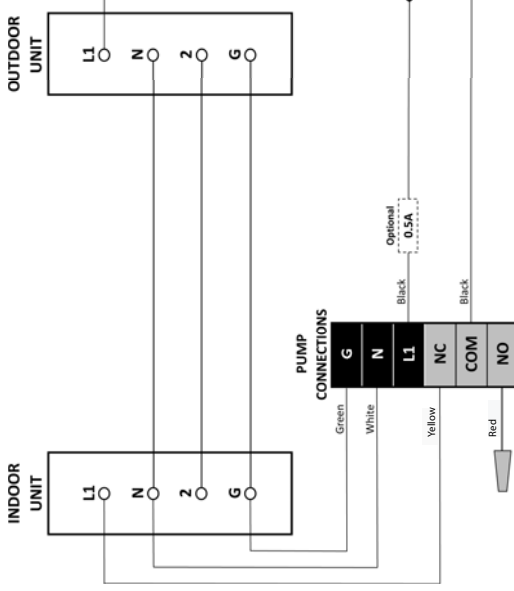 OUTDOOR
UNIT
L1
N
2
G
Optional
0.5A
Black
Black
PUMP
CONNECTIONS
G
N
L1
NC
COM
NO
Green
White
Yellow
Red
INDOOR
UNIT
L1
N
2
G